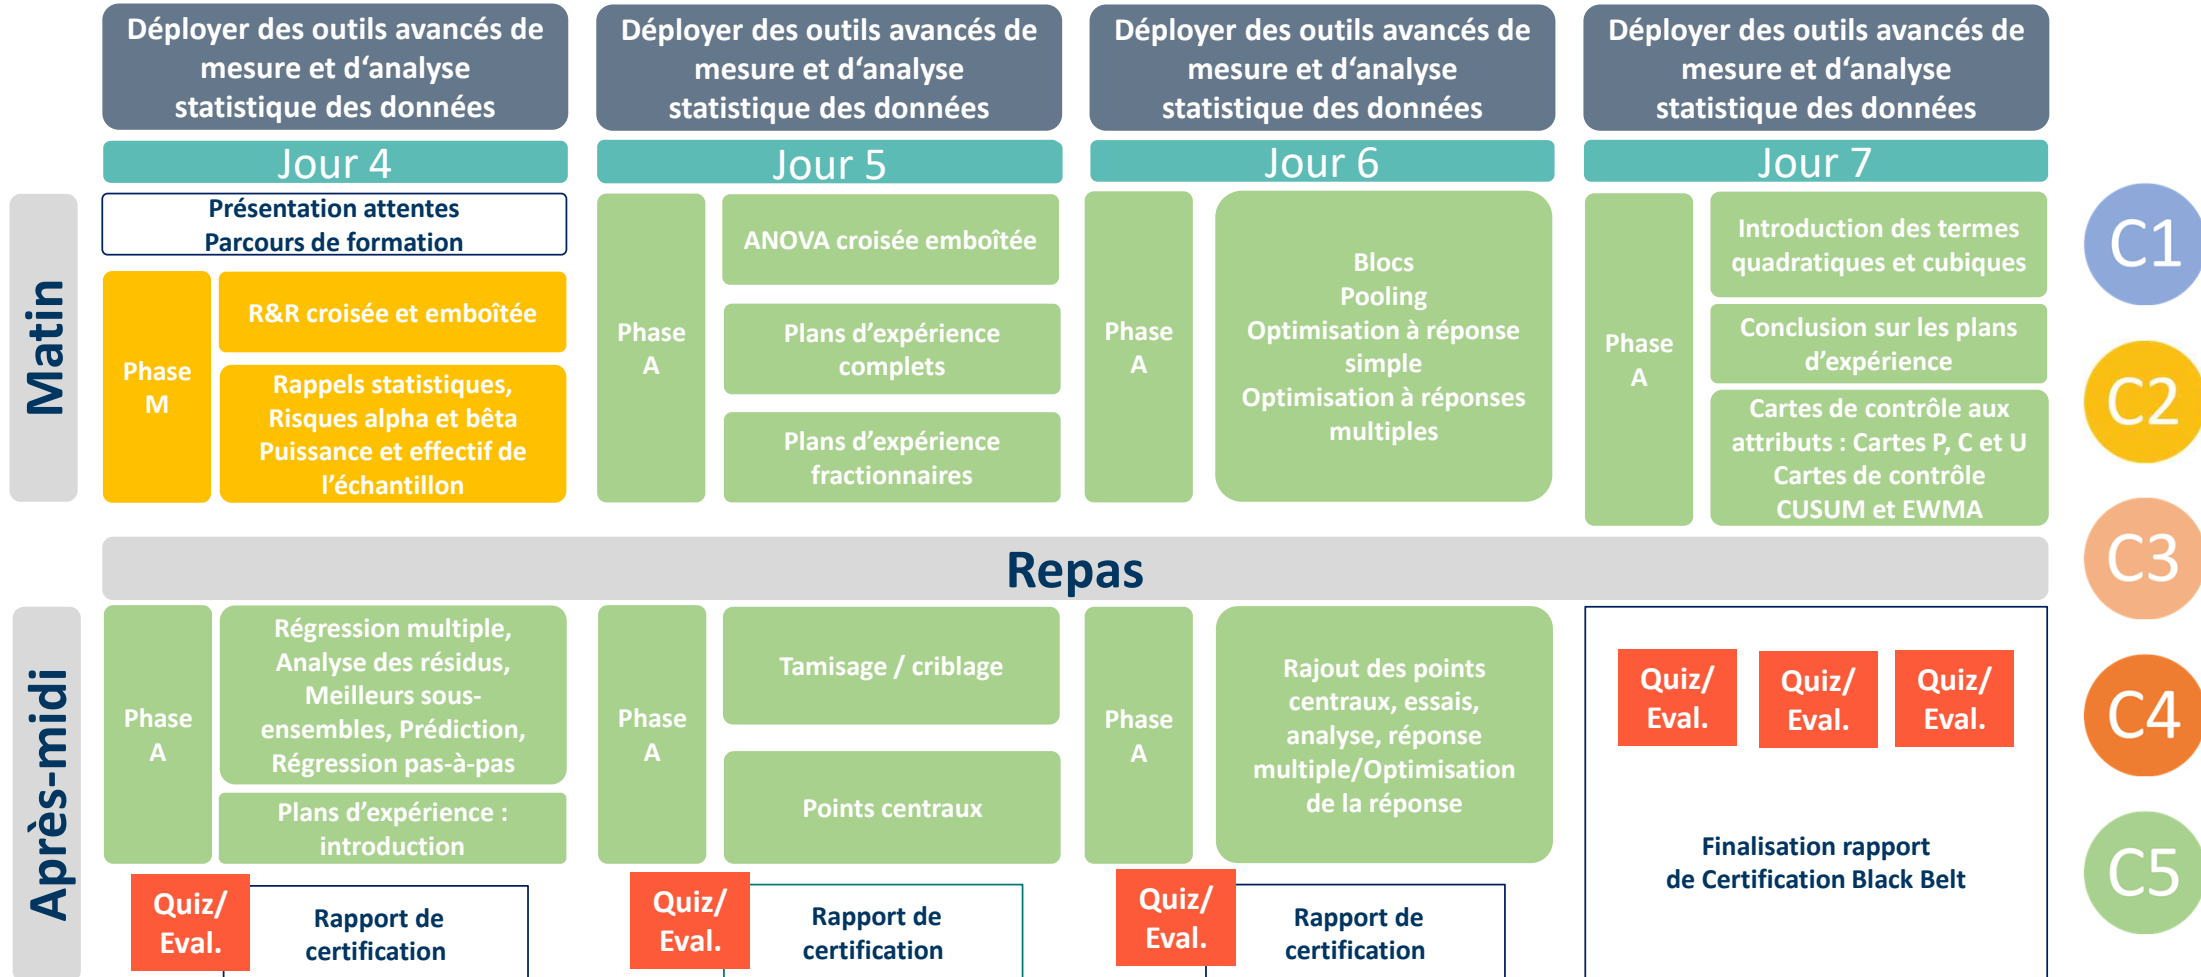 Déployer des outils avancés de
mesure et d‘analyse
statistique des données
Déployer des outils avancés de
mesure et d‘analyse
statistique des données
Déployer des outils avancés de
mesure et d‘analyse
statistique des données
Déployer des outils avancés de
mesure et d‘analyse
statistique des données
Jour 4
Jour 5
Jour 6
Jour 7
Matin
Présentation attentes
Parcours de formation
Phase
M
R&R croisée et emboîtée
Rappels statistiques,
Risques alpha et bêta
Puissance et effectif de
l’échantillon
Phase
A
ANOVA croisée emboîtée
Plans d’expérience
complets
Plans d’expérience
fractionnaires
Phase
A
Blocs
Pooling
Optimisation à réponse
simple
Optimisation à réponses
multiples
Phase
A
Introduction des termes
quadratiques et cubiques
Conclusion sur les plans
d’expérience
Cartes de contrôle aux
attributs : Cartes P, C et U
Cartes de contrôle
CUSUM et EWMA
Repas
Après-midi
Phase
A
Régression multiple,
Analyse des résidus,
Meilleurs sous-
ensembles, Prédiction,
Régression pas-à-pas
Plans d’expérience :
introduction
Quiz/
Eval.
Rapport de
certification
Phase
A
Tamisage / criblage
Points centraux
Quiz/
Eval.
Rapport de
certification
Phase
A
Rajout des points
centraux, essais,
analyse, réponse
multiple/Optimisation
de la réponse
Quiz/
Eval.
Rapport de
certification
Quiz/
Eval.
Quiz/
Eval.
Quiz/
Eval.
Finalisation rapport
de Certification Black Belt
C1
C2
C3
C4
C5